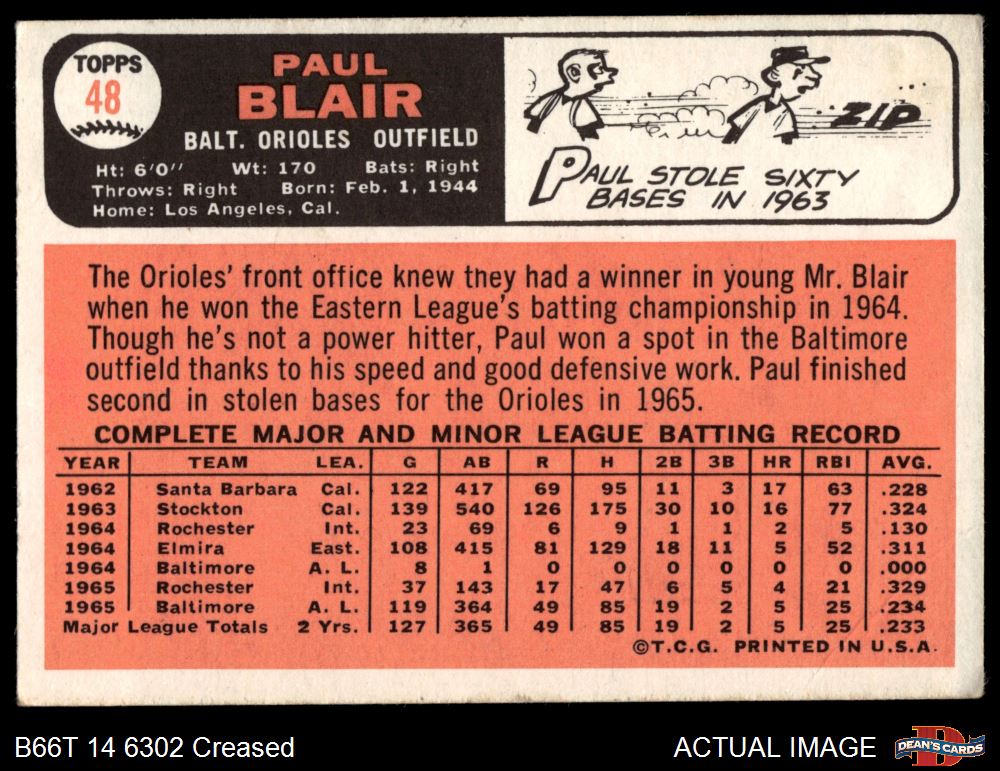 TOPPS
48
PAUL
BLAIR
BALT. ORIOLES OUTFIELD
Ht: 6'0" Wt: 170 Bats: Right
Throws: Right Born: Feb. 1, 1944
Home: Los Angeles, Cal.
ZIP
PAUL STOLE SIXTY
BASES IN 1963
The Orioles' front office knew they had a winner in young Mr. Blair
when he won the Eastern League's batting championship in 1964.
Though he's not a power hitter, Paul won a spot in the Baltimore
outfield thanks to his speed and good defensive work. Paul finished
second in stolen bases for the Orioles in 1965.
COMPLETE MAJOR AND MINOR LEAGUE BATTING RECORD
YEAR TEAM LEA. G AB R H 2B 3B HR RBI AVG.
1962 Santa Barbara Cal. 122 417 69 95 11 3 17 63 .228
1963 Stockton Cal. 139 540 126 175 30 10 16 77 .324
1964 Rochester Int. 23 69 6 9 1 1 2 5 .130
1964 Elmira East. 108 415 81 129 18 11 5 52 .311
1964 Baltimore A. L. 8 1 0 0 0 0 0 0 .000
1965 Rochester Int. 37 143 17 47 6 5 4 21 .329
1965 Baltimore A. L. 119 364 49 85 19 2 5 25 .234
Major League Totals 2 Yrs. 127 365 49 85 19 2 5 25 .233
©T.C.G. PRINTED IN U.S.A.
B66T 14 6302 Creased
ACTUAL IMAGE
D
DEAN'S CARDS